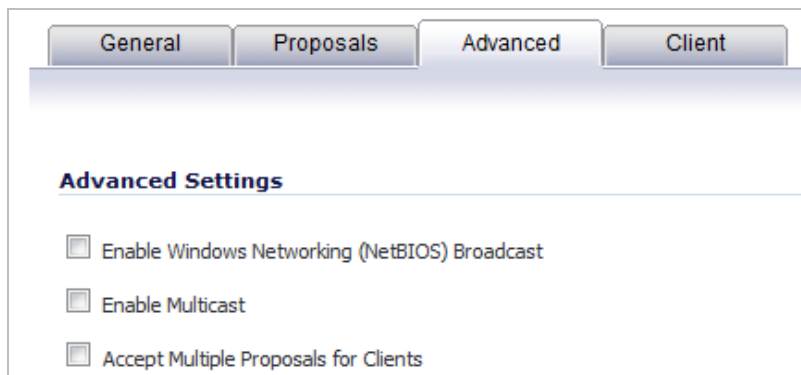 General Proposals Advanced Client
Advanced Settings
Enable Windows Networking (NetBIOS) Broadcast
Enable Multicast
Accept Multiple Proposals for Clients